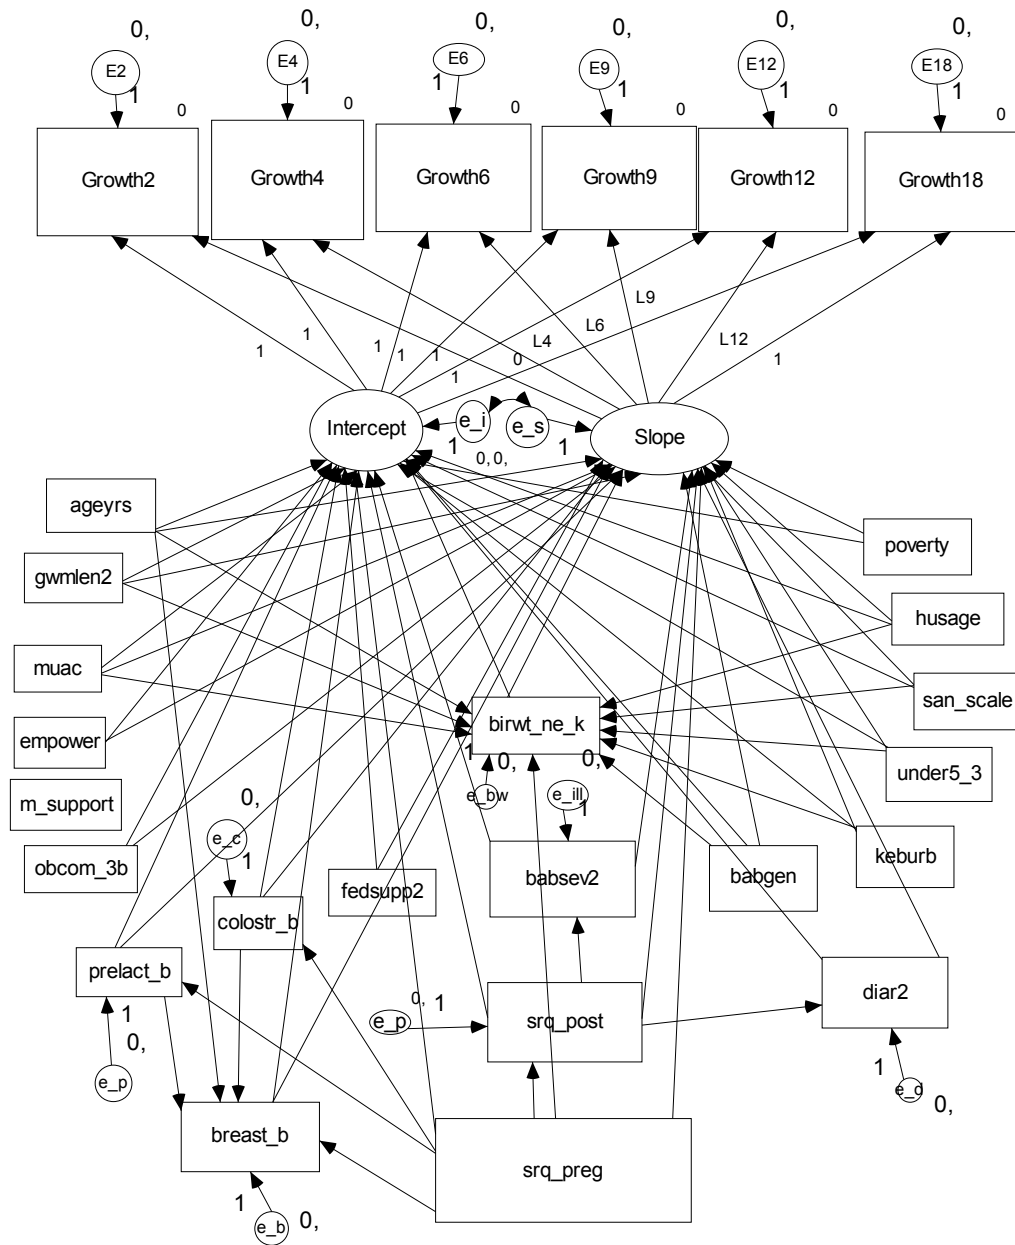 0, 0, 0, 0, 0, 0,
E2 E4 E6 E9 E12 E18
1 1 1 1 1 1
0 0 0 0 0 0
Growth2 Growth4 Growth6 Growth9 Growth12 Growth18
L9
L6
L4 L12
1 1 1 1 1 0 1
1
Intercept e_i e_s Slope
1 0, 0, 1
ageyrs
poverty
gwmlen2
husage
muac
san_scale
birwt_ne_k
empower
1 0, 0,
under5_3
m_support
e_bw e_ill
0, 1
e_c
1
obcom_3b
keburb
fedsupp2 babsev2 babgen
colostr_b
prelact_b
diar2
0, 1
e_p srq_post
1
0,
e_p
1 e_d
0,
breast_b
srq_preg
1
e_b 0,